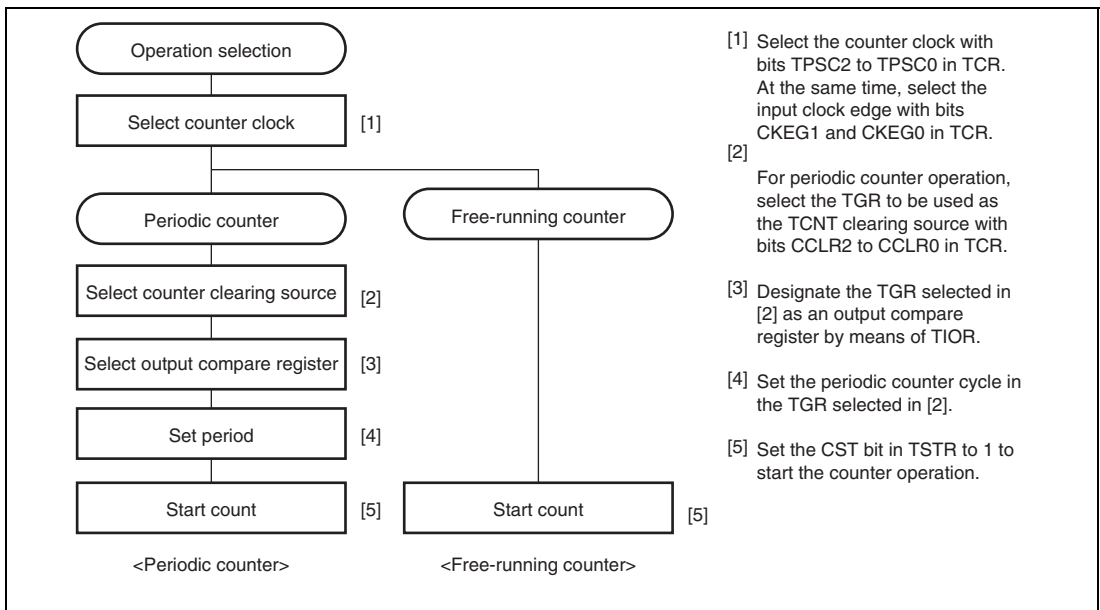 Operation selection
Select counter clock
[1]
Periodic counter
Free-running counter
Select counter clearing source
[2]
Select output compare register
[3]
Set period
[4]
Start count
[5]
Start count
[5]
<Periodic counter>
<Free-running counter>
[1] Select the counter clock with
bits TPSC2 to TPSC0 in TCR.
At the same time, select the
input clock edge with bits
CKEG1 and CKEG0 in TCR.
[2]
For periodic counter operation,
select the TGR to be used as
the TCNT clearing source with
bits CCLR2 to CCLR0 in TCR.
[3] Designate the TGR selected in
[2] as an output compare
register by means of TIOR.
[4] Set the periodic counter cycle in
the TGR selected in [2].
[5] Set the CST bit in TSTR to 1 to
start the counter operation.